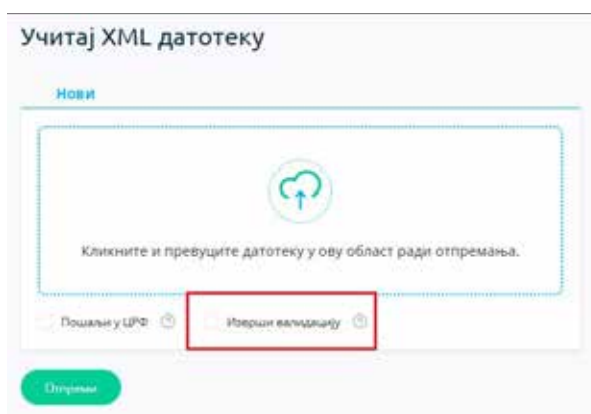 Учитај XML датотеку
Нови
Кликните и превуците датотеку у ову област ради отпремања.
Пошаљи у ЦРФ ? Изврши валидацију ?
Отпреми